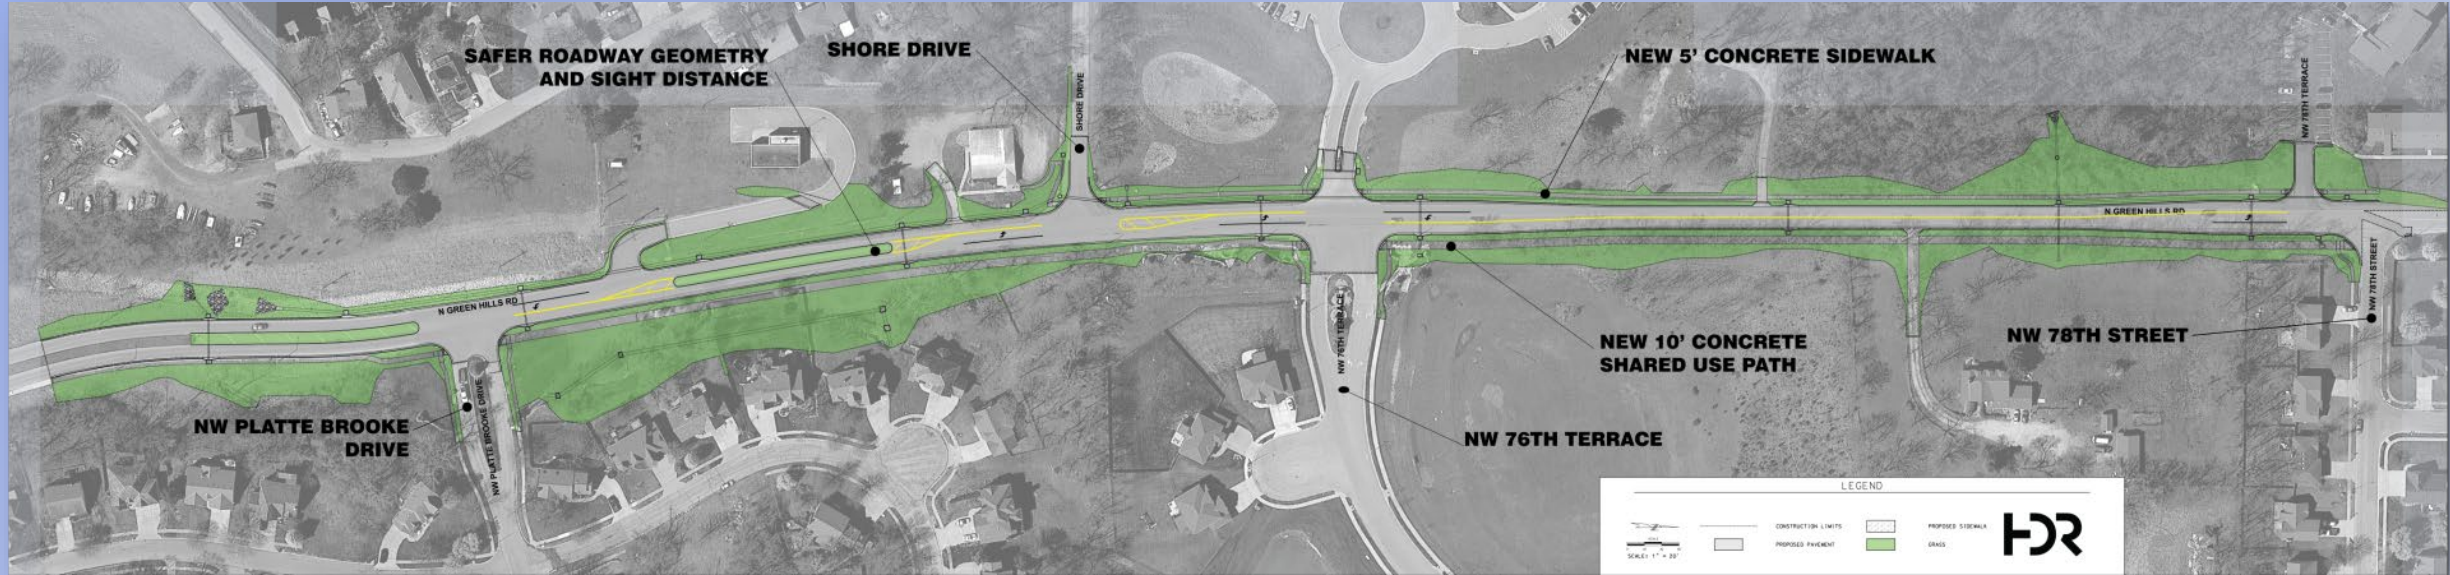 SAFER ROADWAY GEOMETRY
AND SIGHT DISTANCE
SHORE DRIVE
NEW 5' CONCRETE SIDEWALK
SHORE DRIVE
NW 78TH TERRACE
N GREEN HILLS RD
N GREEN HILLS RD
NW 78TH STREET
NW 76TH TERRACE
NW PLATTE BROOKE DRIVE
NEW 10' CONCRETE
SHARED USE PATH
NW 78TH STREET
NW PLATTE BROOKE
DRIVE
NW 76TH TERRACE
LEGEND
CONSTRUCTION LIMITS
PROPOSED SIDEWALK
PROPOSED PAVEMENT
GRASS
HDR